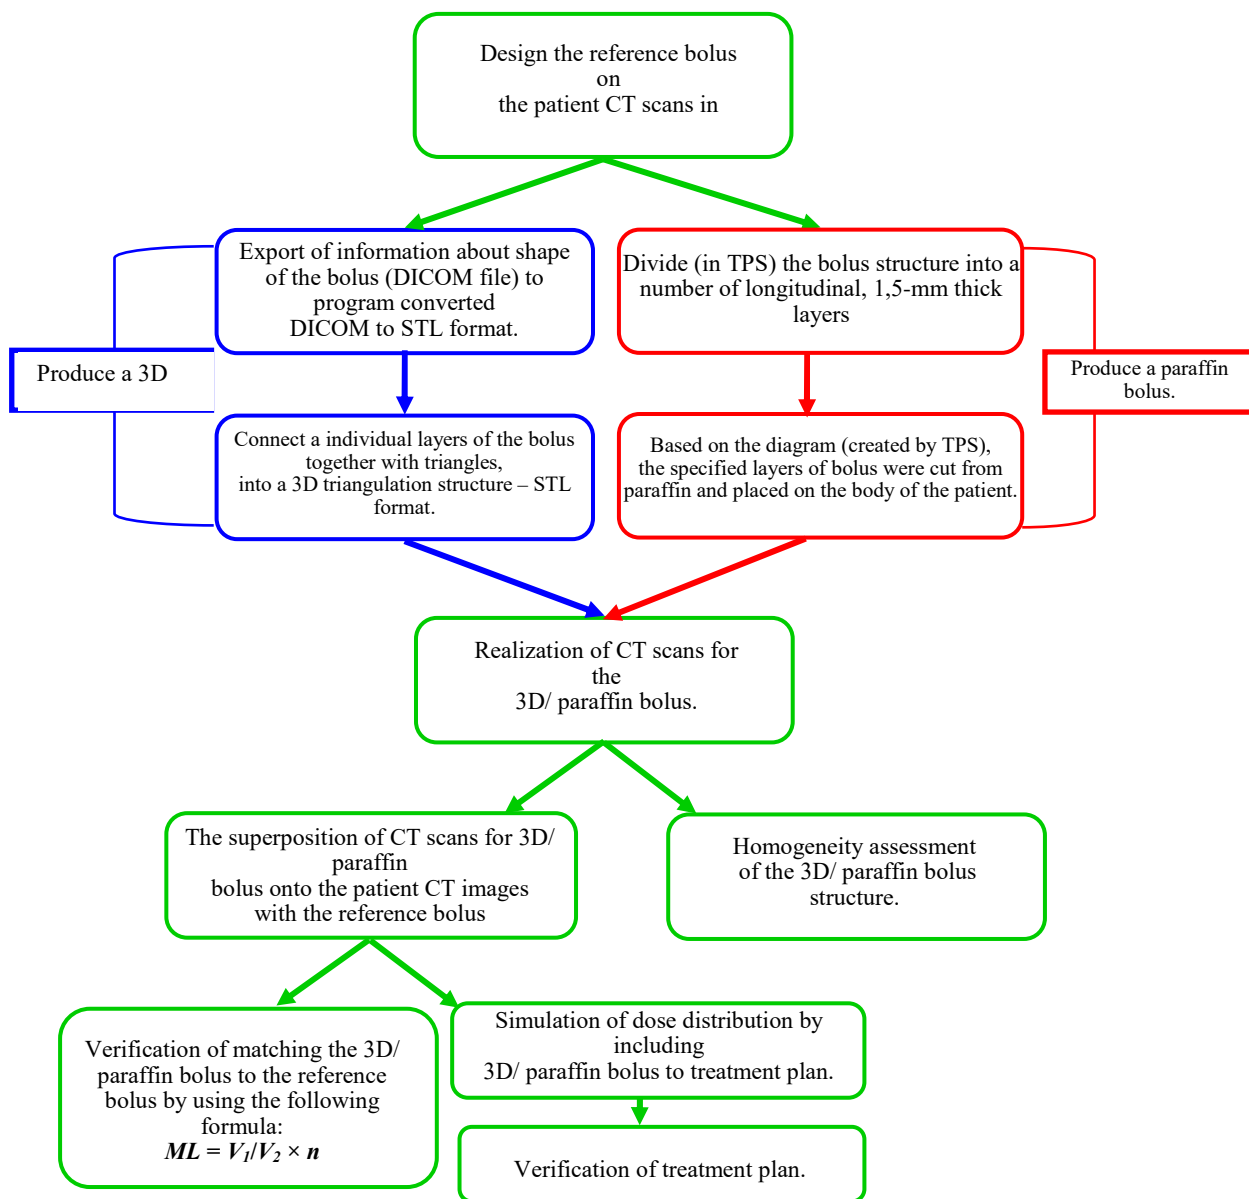 Design the reference bolus
on
the patient CT scans in
Export of information about shape
of the bolus (DICOM file) to
program converted
DICOM to STL format.
Divide (in TPS) the bolus structure into a
number of longitudinal, 1,5-mm thick
layers
Produce a 3D
Produce a paraffin
bolus.
Connect a individual layers of the bolus
together with triangles,
into a 3D triangulation structure – STL
format.
Based on the diagram (created by TPS),
the specified layers of bolus were cut from
paraffin and placed on the body of the patient.
Realization of CT scans for
the
3D/ paraffin bolus.
The superposition of CT scans for 3D/
paraffin
bolus onto the patient CT images
with the reference bolus
Homogeneity assessment
of the 3D/ paraffin bolus
structure.
Verification of matching the 3D/
paraffin bolus to the reference
bolus by using the following
formula:
ML = V1/V2 × n
Simulation of dose distribution by
including
3D/ paraffin bolus to treatment plan.
Verification of treatment plan.